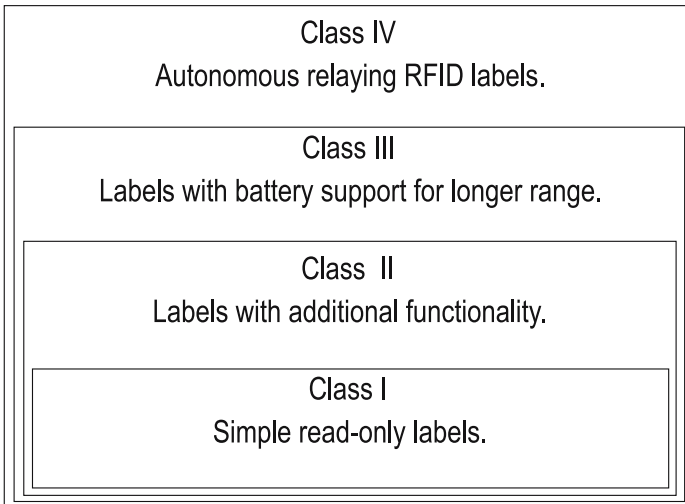 Class IV
Autonomous relaying RFID labels.
Class III
Labels with battery support for longer range.
Class II
Labels with additional functionality.
Class I
Simple read-only labels.